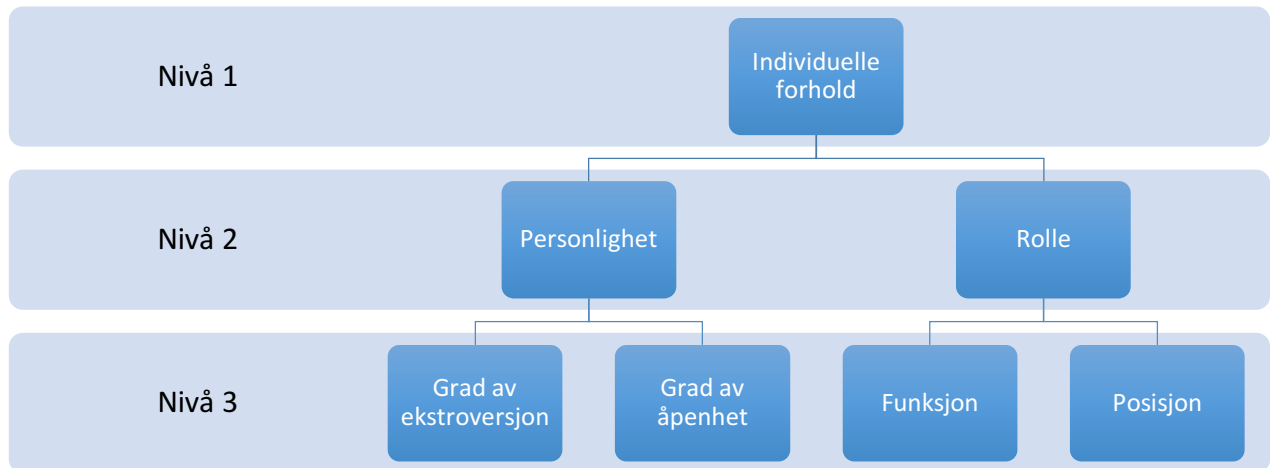 Nivå 1
Individuelle
forhold
Nivå 2
Personlighet
Rolle
Nivå 3
Grad av
ekstroversjon
Grad av
åpenhet
Funksjon
Posisjon